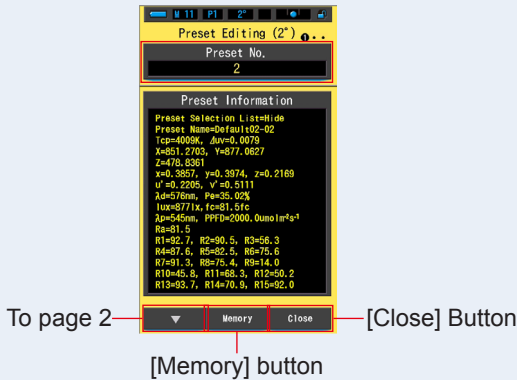 M 11 P1 2°
Preset Editing (2°) ❶..
Preset No.
2
Preset Information
Preset Selection List=Hide
Preset Name=Default02-02
Tcp=4009K, ⊿uv=0.0079
X=851.2703, Y=877.0627
Z=478.8361
x=0.3857, y=0.3974, z=0.2169
u'=0.2205, v'=0.5111
λd=576nm, Pe=35.02%
lux=877lx, fc=81.5fc
λp=545nm, PPFD=2000.0umolm⁻²s⁻¹
Ra=81.5
R1=92.7, R2=90.5, R3=56.3
R4=87.6, R5=82.5, R6=75.6
R7=91.3, R8=75.4, R9=14.0
R10=45.8, R11=68.3, R12=50.2
R13=93.7, R14=70.9, R15=92.0
To page 2 ▼ Memory Close [Close] Button
[Memory] button